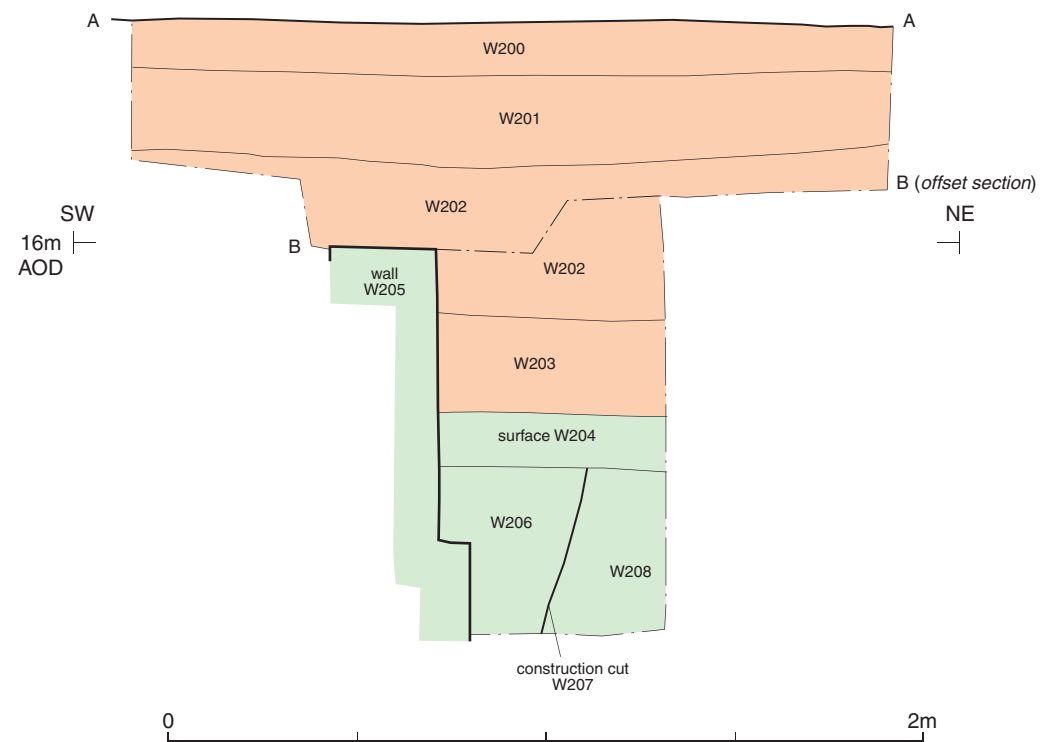 A
A
W200
W201
B (offset section)
SW
W202
NE
16m
AOD
B
W202
wall
W205
W203
surface W204
W206
W208
construction cut
W207
0
2m